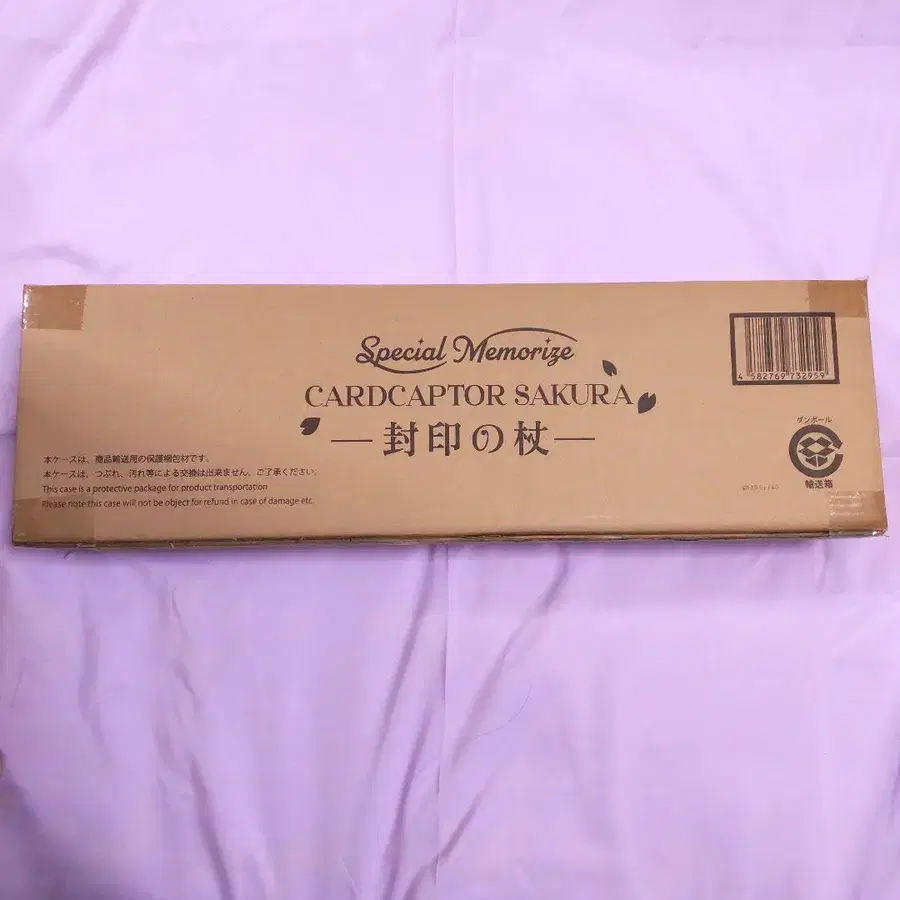 Special Memorize
CARDCAPTOR SAKURA
—封印の杖—
本ケースは、商品輸送用の保護梱包材です。
本ケースは、つぶれ、汚れ等による交換は出来ません。ご了承ください。
This case is a protective package for product transportation
Please note this case will not be object for refund in case of damage etc.
4 582769 732959
ダンボール
輸送箱